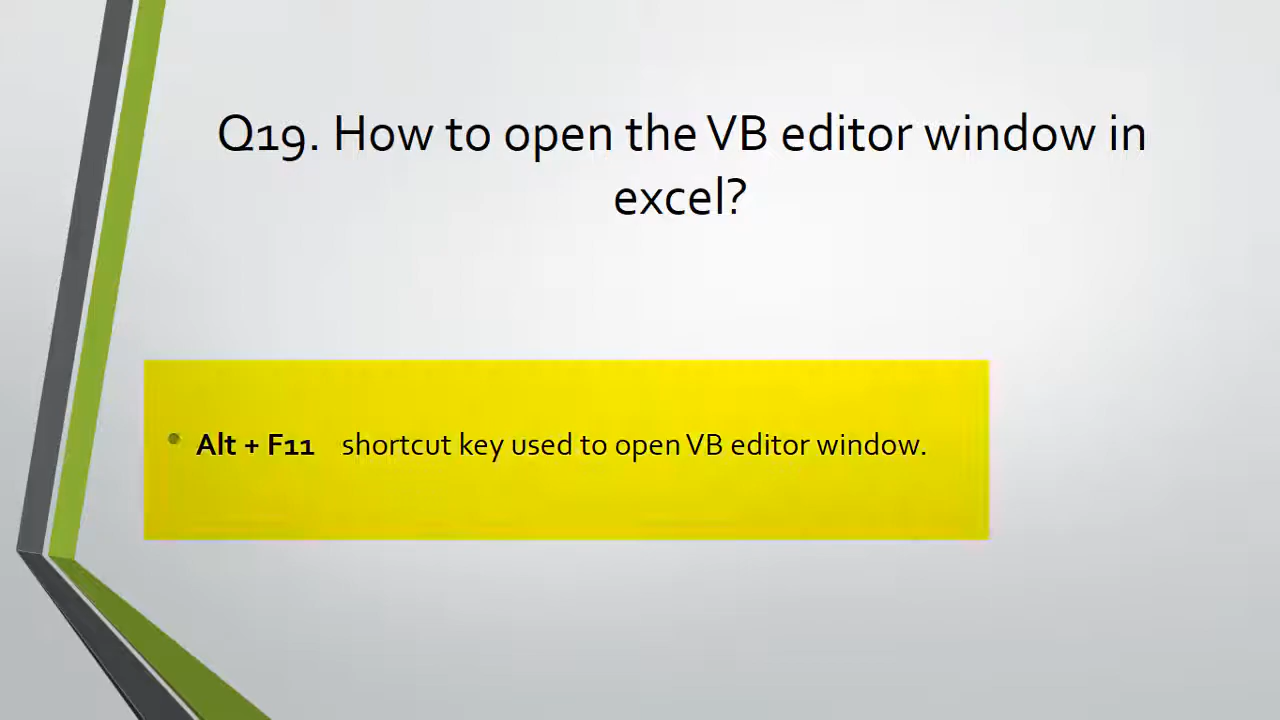 Q19. How to open the VB editor window in
excel?
• Alt + F11 shortcut key used to open VB editor window.